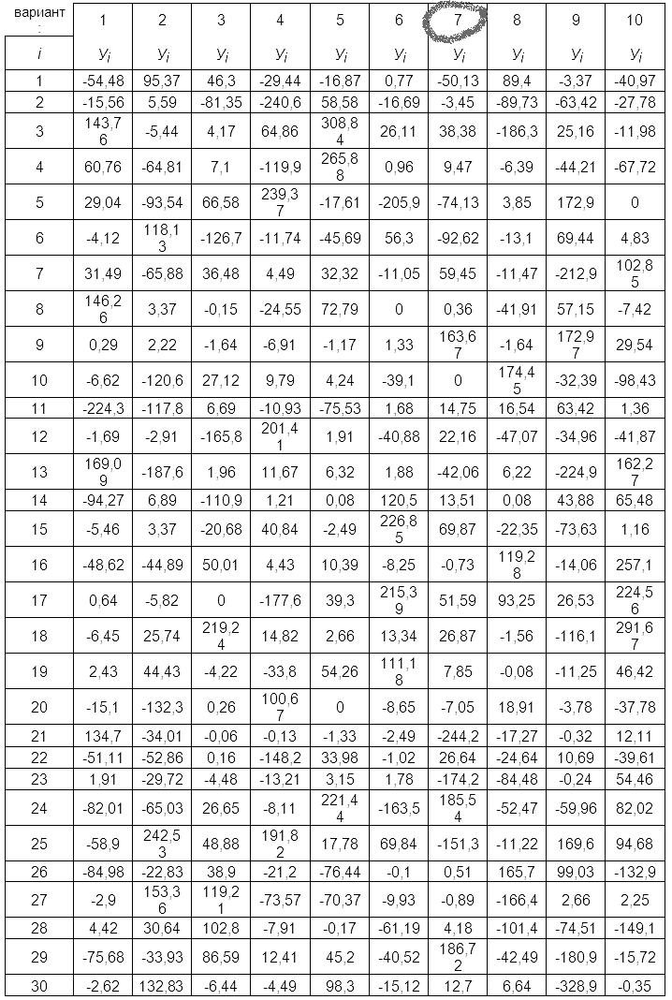 вариант: 1 2 3 4 5 6 7 8 9 10
i yi yi yi yi yi yi yi yi yi yi
1 -54,48 95,37 46,3 -29,44 -16,87 0,77 -50,13 89,4 -3,37 -40,97
2 -15,56 5,59 -81,35 -240,6 58,58 -16,69 -3,45 -89,73 -63,42 -27,78
3 143,76 -5,44 4,17 64,86 308,84 26,11 38,38 -186,3 25,16 -11,98
4 60,76 -64,81 7,1 -119,9 265,88 0,96 9,47 -6,39 -44,21 -67,72
5 29,04 -93,54 66,58 239,37 -17,61 -205,9 -74,13 3,85 172,9 0
6 -4,12 118,13 -126,7 -11,74 -45,69 56,3 -92,62 -13,1 69,44 4,83
7 31,49 -65,88 36,48 4,49 32,32 -11,05 59,45 -11,47 -212,9 102,85
8 146,26 3,37 -0,15 -24,55 72,79 0 0,36 -41,91 57,15 -7,42
9 0,29 2,22 -1,64 -6,91 -1,17 1,33 163,67 -1,64 172,97 29,54
10 -6,62 -120,6 27,12 9,79 4,24 -39,1 0 174,45 -32,39 -98,43
11 -224,3 -117,8 6,69 -10,93 -75,53 1,68 14,75 16,54 63,42 1,36
12 -1,69 -2,91 -165,8 201,41 1,91 -40,88 22,16 -47,07 -34,96 -41,87
13 169,09 -187,6 1,96 11,67 6,32 1,88 -42,06 6,22 -224,9 162,27
14 -94,27 6,89 -110,9 1,21 0,08 120,5 13,51 0,08 43,88 65,48
15 -5,46 3,37 -20,68 40,84 -2,49 226,85 69,87 -22,35 -73,63 1,16
16 -48,62 -44,89 50,01 4,43 10,39 -8,25 -0,73 119,28 -14,06 257,1
17 0,64 -5,82 0 -177,6 39,3 215,39 51,59 93,25 26,53 224,56
18 -6,45 25,74 219,24 14,82 2,66 13,34 26,87 -1,56 -116,1 291,67
19 2,43 44,43 -4,22 -33,8 54,26 111,18 7,85 -0,08 -11,25 46,42
20 -15,1 -132,3 0,26 100,67 0 -8,65 -7,05 18,91 -3,78 -37,78
21 134,7 -34,01 -0,06 -0,13 -1,33 -2,49 -244,2 -17,27 -0,32 12,11
22 -51,11 -52,86 0,16 -148,2 33,98 -1,02 26,64 -24,64 10,69 -39,61
23 1,91 -29,72 -4,48 -13,21 3,15 1,78 -174,2 -84,48 -0,24 54,46
24 -82,01 -65,03 26,65 -8,11 221,44 -163,5 185,54 -52,47 -59,96 82,02
25 -58,9 242,53 48,88 191,82 17,78 69,84 -151,3 -11,22 169,6 94,68
26 -84,98 -22,83 38,9 -21,2 -76,44 -0,1 0,51 165,7 99,03 -132,9
27 -2,9 153,36 119,21 -73,57 -70,37 -9,93 -0,89 -166,4 2,66 2,25
28 4,42 30,64 102,8 -7,91 -0,17 -61,19 4,18 -101,4 -74,51 -149,1
29 -75,68 -33,93 86,59 12,41 45,2 -40,52 186,72 -42,49 -180,9 -15,72
30 -2,62 132,83 -6,44 -4,49 98,3 -15,12 12,7 6,64 -328,9 -0,35